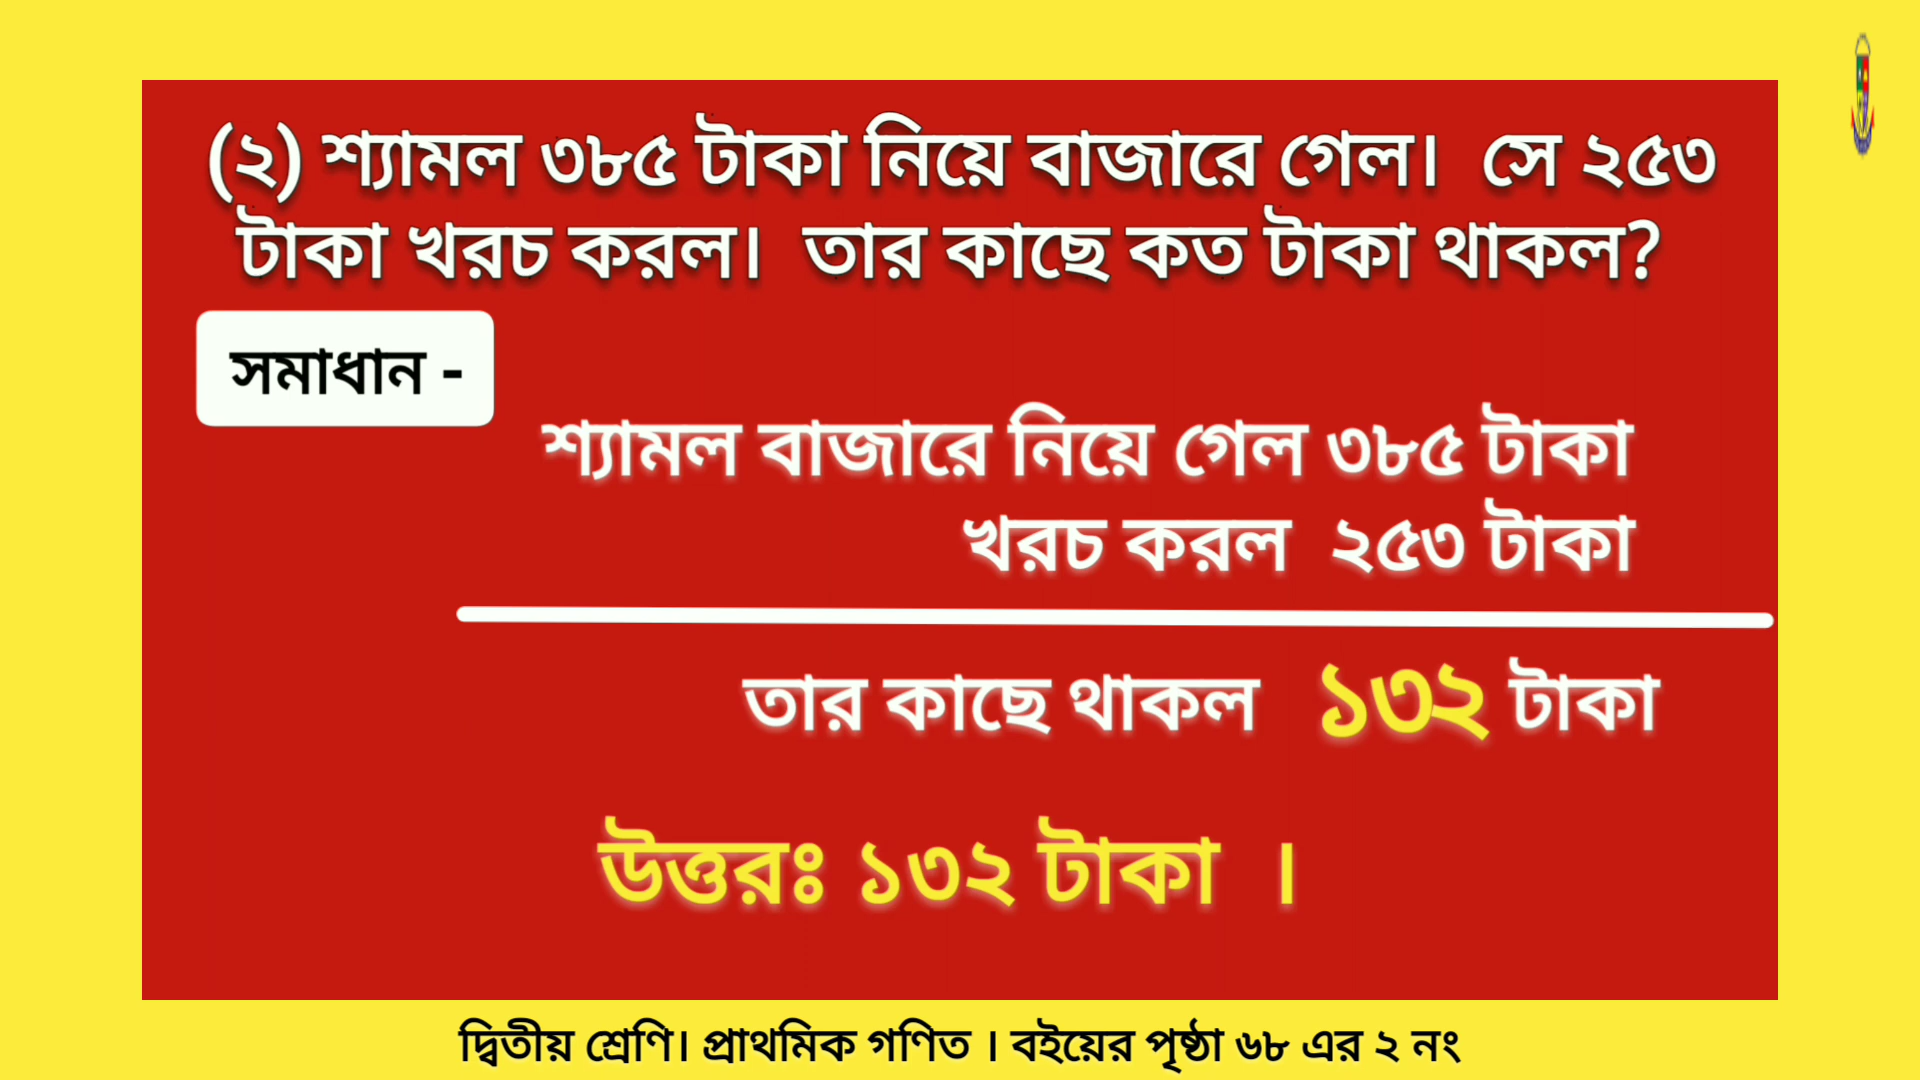 (২) শ্যামল ৩৮৫ টাকা নিয়ে বাজারে গেল। সে ২৫৩
টাকা খরচ করল। তার কাছে কত টাকা থাকল?
সমাধান -
শ্যামল বাজারে নিয়ে গেল ৩৮৫ টাকা
খরচ করল ২৫৩ টাকা
তার কাছে থাকল ১৩২ টাকা
উত্তরঃ ১৩২ টাকা ।
দ্বিতীয় শ্রেণি। প্রাথমিক গণিত । বইয়ের পৃষ্ঠা ৬৮ এর ২ নং